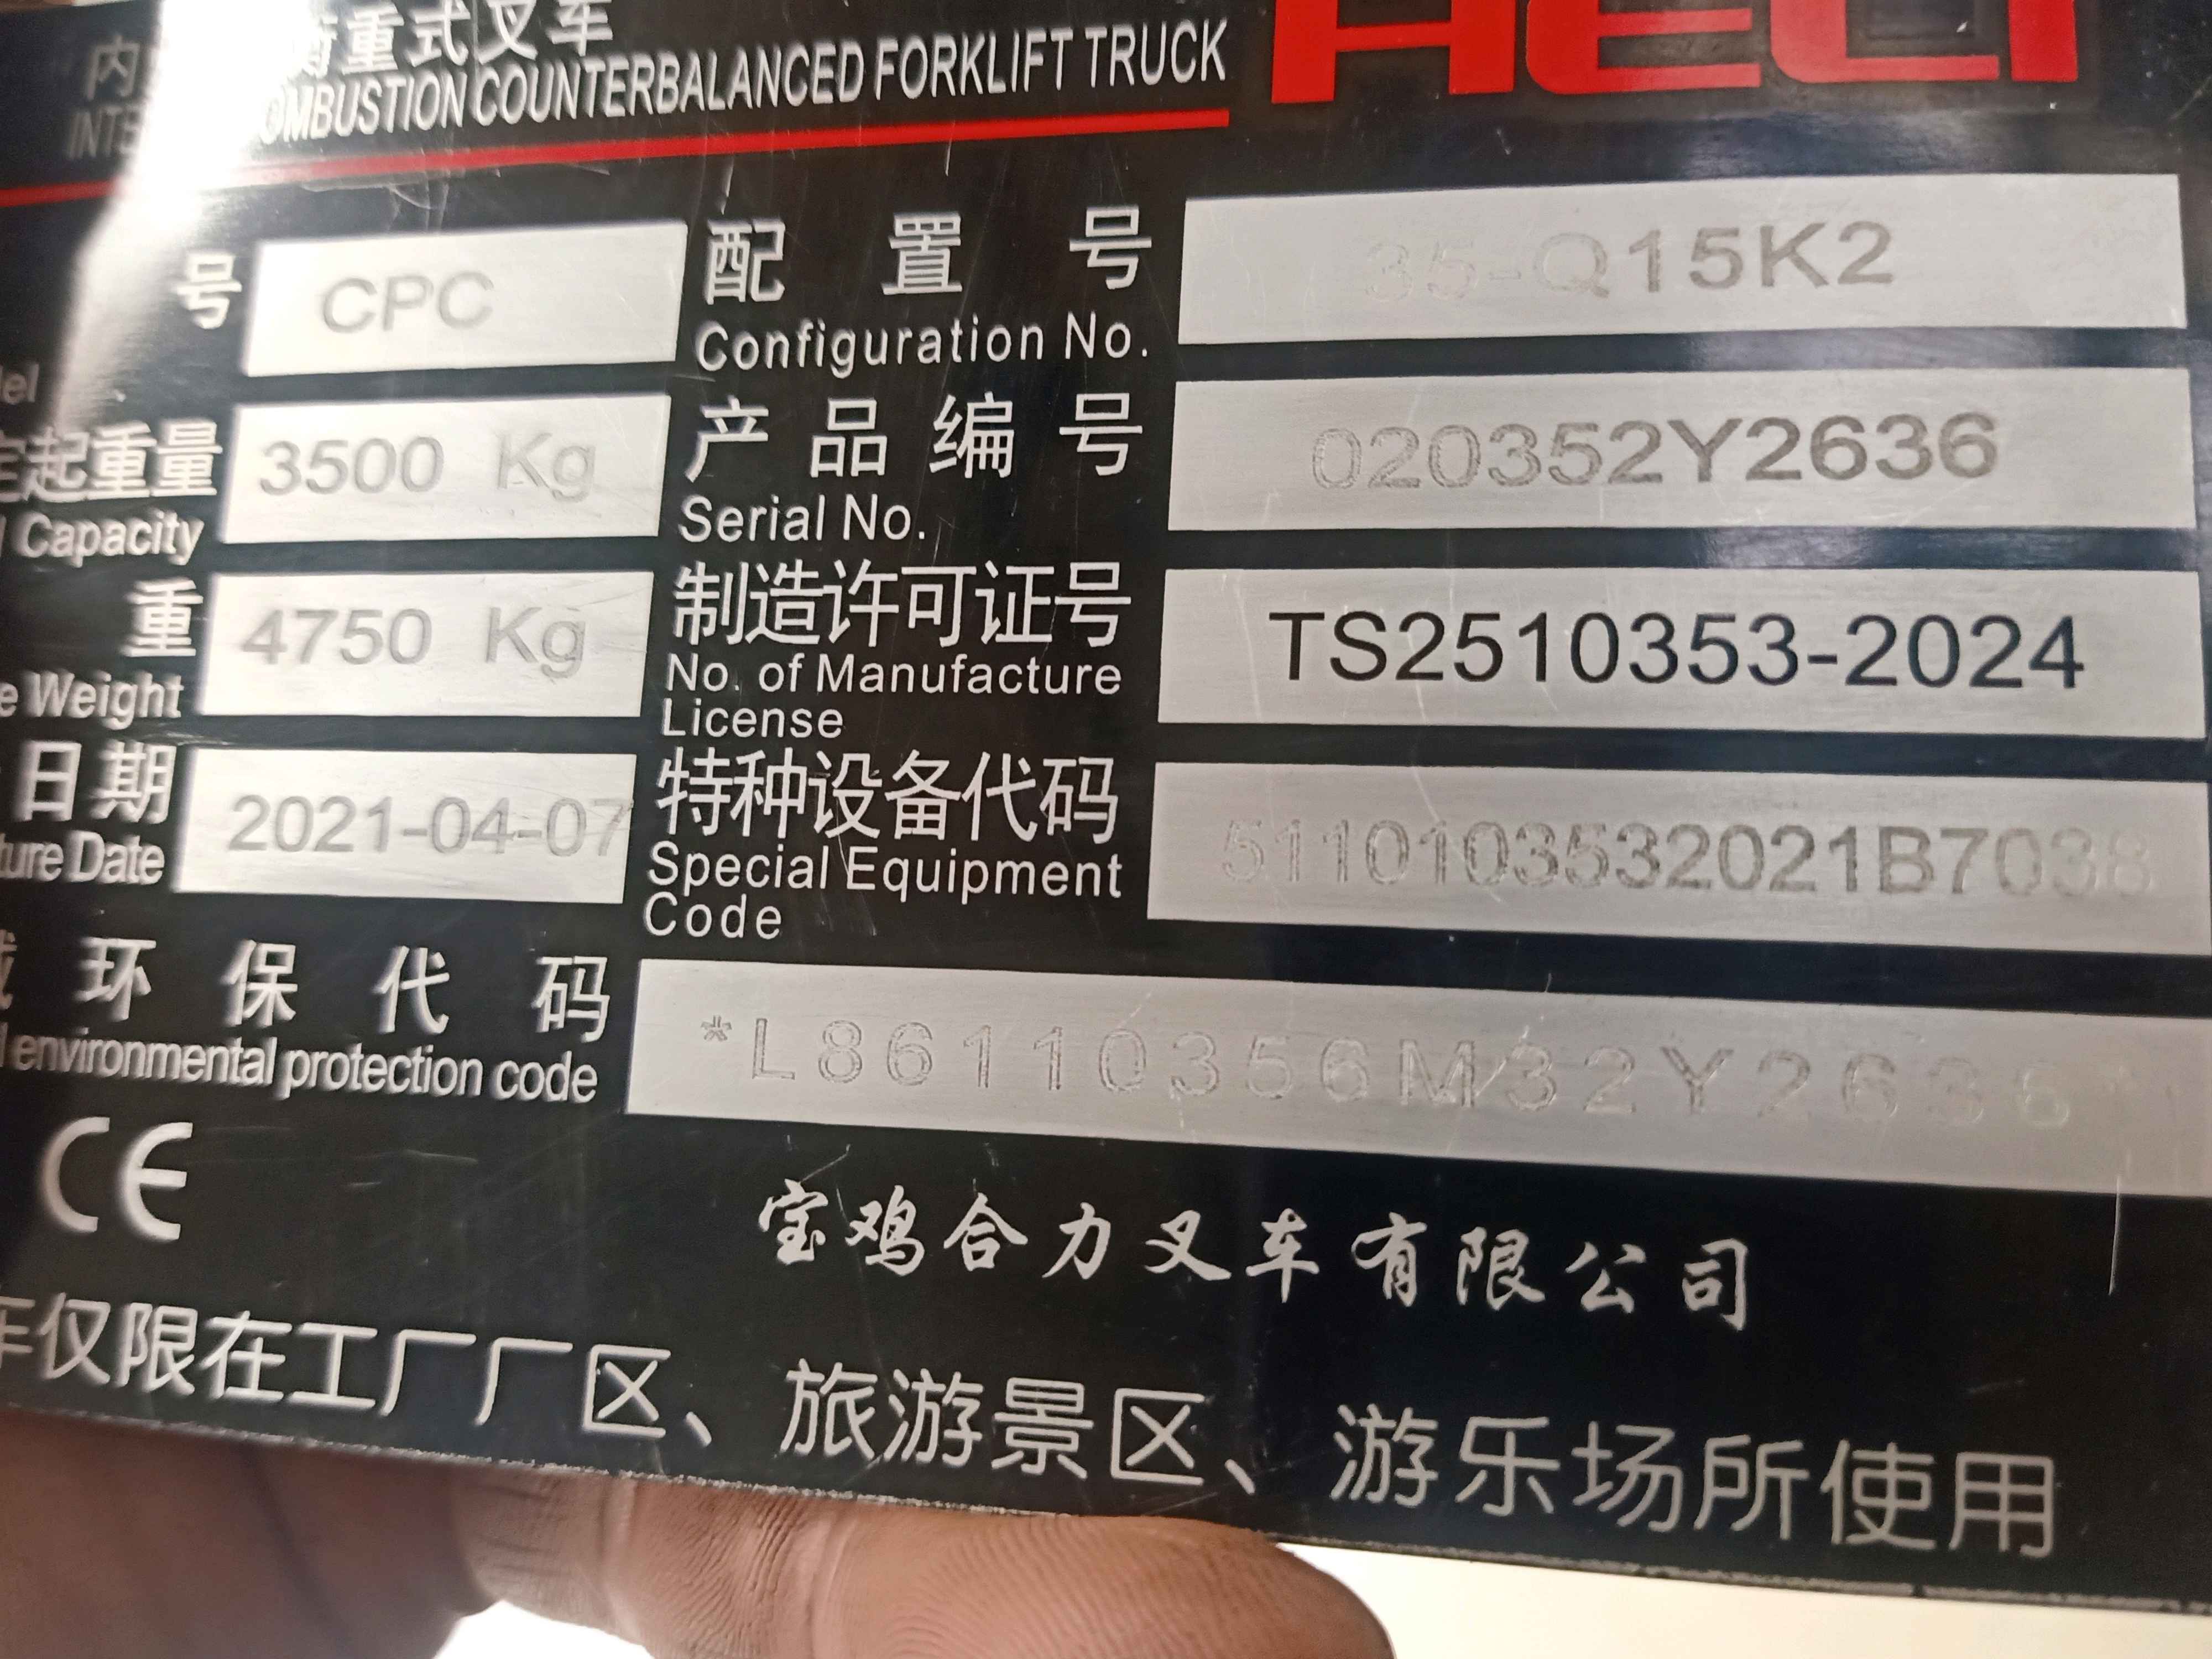 衡重式叉车 HELI
COMBUSTION COUNTERBALANCED FORKLIFT TRUCK
号 CPC 配置号 35-Q15K2
Configuration No.
起重量 3500 Kg 产品编号 020352Y2636
Capacity Serial No.
重 4750 Kg 制造许可证号 TS2510353-2024
Weight No. of Manufacture
License
日期 2021-04-07 特种设备代码 5110103532021B7038
Date Special Equipment
Code
环保代码 *L86110356M32Y2636*
environmental protection code
CE
宝鸡合力叉车有限公司
车仅限在工厂厂区、旅游景区、游乐场所使用